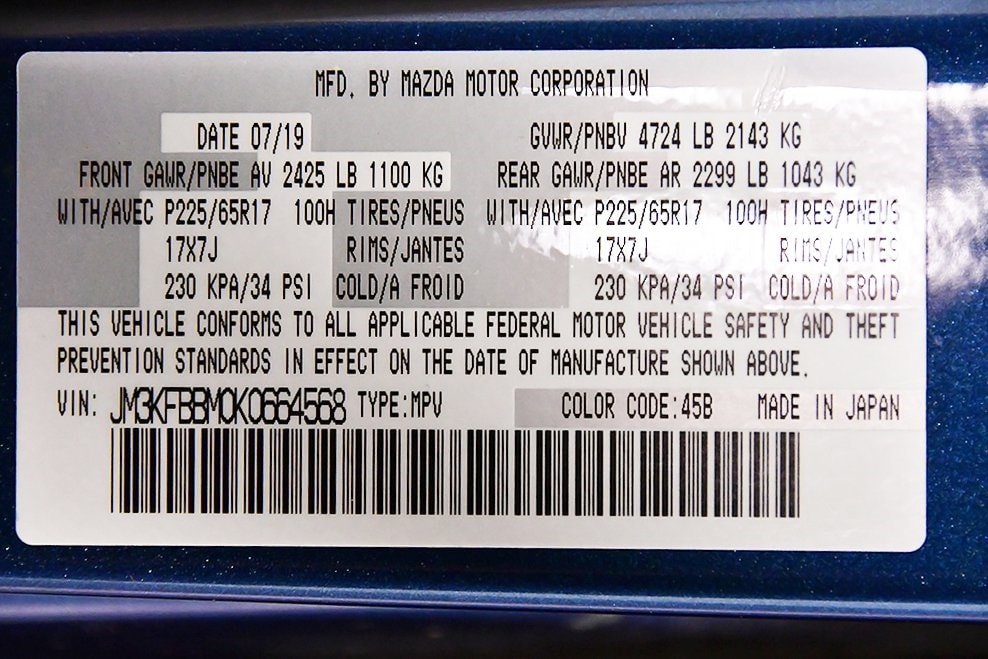 MFD. BY MAZDA MOTOR CORPORATION
DATE 07/19 GVWR/PNBV 4724 LB 2143 KG
FRONT GAWR/PNBE AV 2425 LB 1100 KG REAR GAWR/PNBE AR 2299 LB 1043 KG
WITH/AVEC P225/65R17 100H TIRES/PNEUS WITH/AVEC P225/65R17 100H TIRES/PNEUS
17X7J RIMS/JANTES 17X7J RIMS/JANTES
230 KPA/34 PSI COLD/A FROID 230 KPA/34 PSI COLD/A FROID
THIS VEHICLE CONFORMS TO ALL APPLICABLE FEDERAL MOTOR VEHICLE SAFETY AND THEFT
PREVENTION STANDARDS IN EFFECT ON THE DATE OF MANUFACTURE SHOWN ABOVE.
VIN: JM3KFBBM0K0664568 TYPE:MPV COLOR CODE:45B MADE IN JAPAN